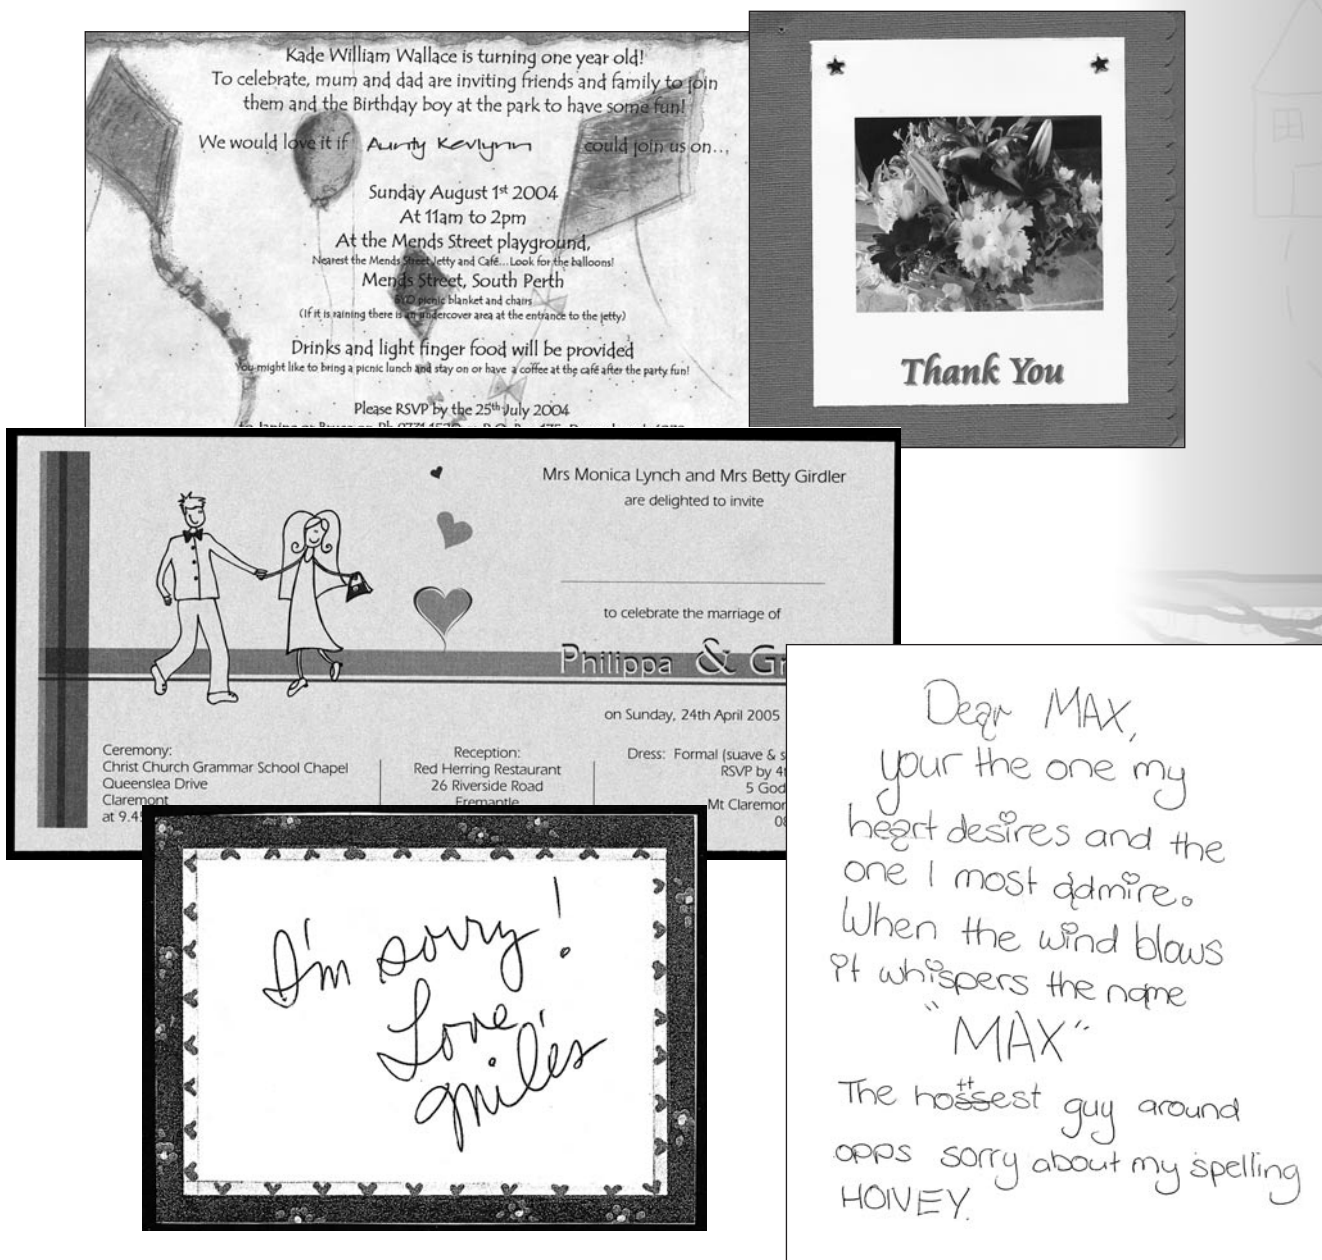 Kade William Wallace is turning one year old!
To celebrate, mum and dad are inviting friends and family to join
them and the Birthday boy at the park to have some fun!
We would love it if Aunty Kevlynn could join us on...
Sunday August 1st 2004
At 11am to 2pm
At the Mends Street playground,
Nearest the Mends Street Jetty and Café...Look for the balloons!
Mends Street, South Perth
BYO picnic blanket and chairs
(If it is raining there is an undercover area at the entrance to the jetty)
Drinks and light finger food will be provided
You might like to bring a picnic lunch and stay on or have a coffee at the café after the party fun!
Please RSVP by the 25th July 2004
Thank You
Mrs Monica Lynch and Mrs Betty Girdler
are delighted to invite
to celebrate the marriage of
Philippa & G
on Sunday, 24th April 2005
Ceremony:
Christ Church Grammar School Chapel
Queenslea Drive
Claremont
at 9.4
Reception:
Red Herring Restaurant
26 Riverside Road
Fremantle
Dress: Formal (suave & s
RSVP by 4
5 God
Mt Claremon
I'm sorry!
Love,
Miles
Dear MAX,
your the one my
heart desires and the
one I most admire.
When the wind blows
it whispers the name
"MAX"
The hottest guy around
opps sorry about my spelling
HONEY.